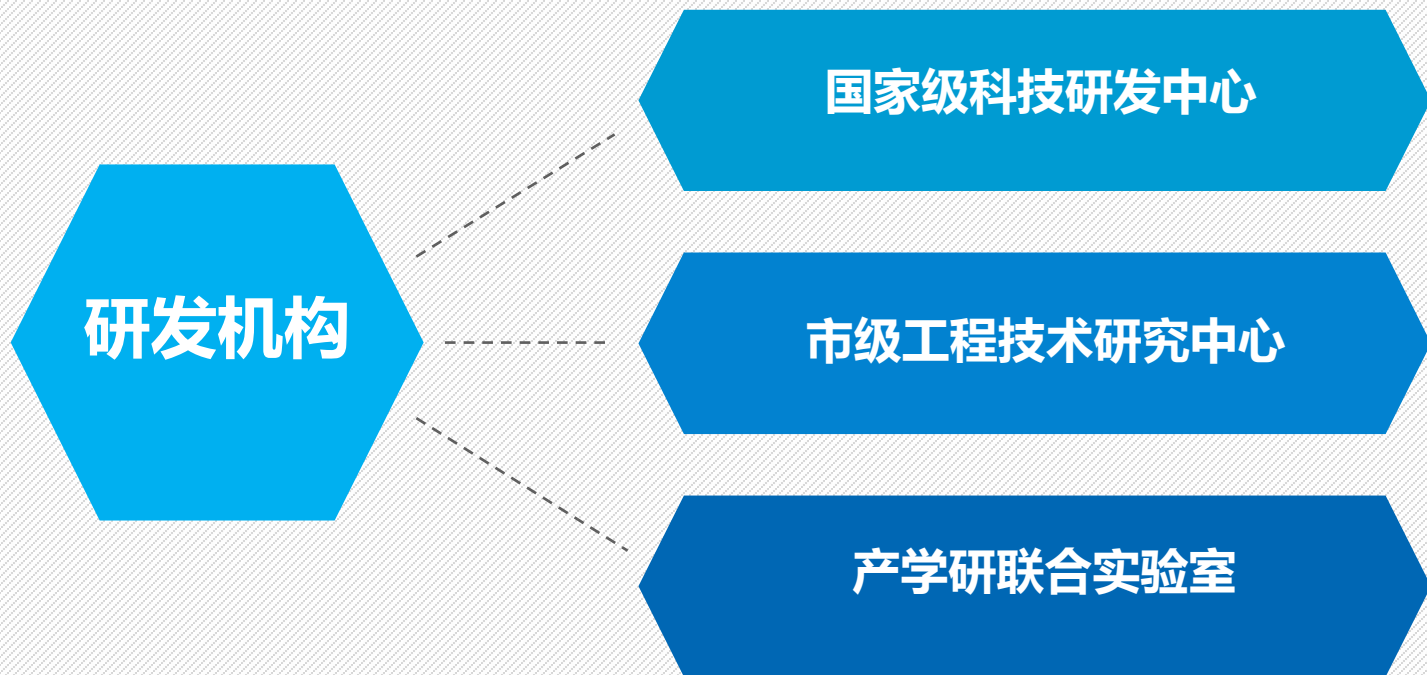 研发机构
国家级科技研发中心
市级工程技术研究中心
产学研联合实验室